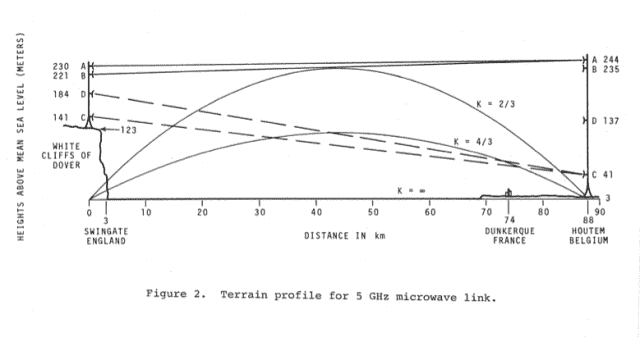 HEIGHTS ABOVE MEAN SEA LEVEL (METERS)
230 A
221 B
184 D
141 C
123
WHITE
CLIFFS OF
DOVER
A 244
B 235
D 137
C 41
3
K = 2/3
K = 4/3
K = ∞
0 10 20 30 40 50 60 70 80 90
3 74 88
SWINGATE
ENGLAND
DISTANCE IN km
DUNKERQUE
FRANCE
HOUTEM
BELGIUM
Figure 2. Terrain profile for 5 GHz microwave link.